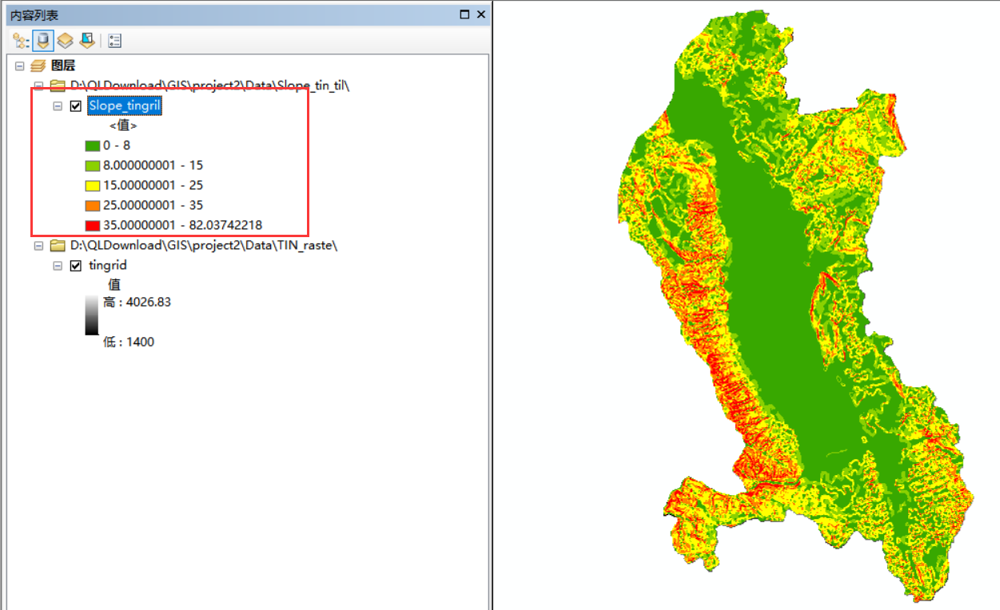 内容列表
图层
D:\QLDownload\GIS\project2\Data\Slope_tin_til\
Slope_tingril
<值>
0 - 8
8.000000001 - 15
15.00000001 - 25
25.00000001 - 35
35.00000001 - 82.03742218
D:\QLDownload\GIS\project2\Data\TIN_raste\
tingrid
值
高 : 4026.83
低 : 1400